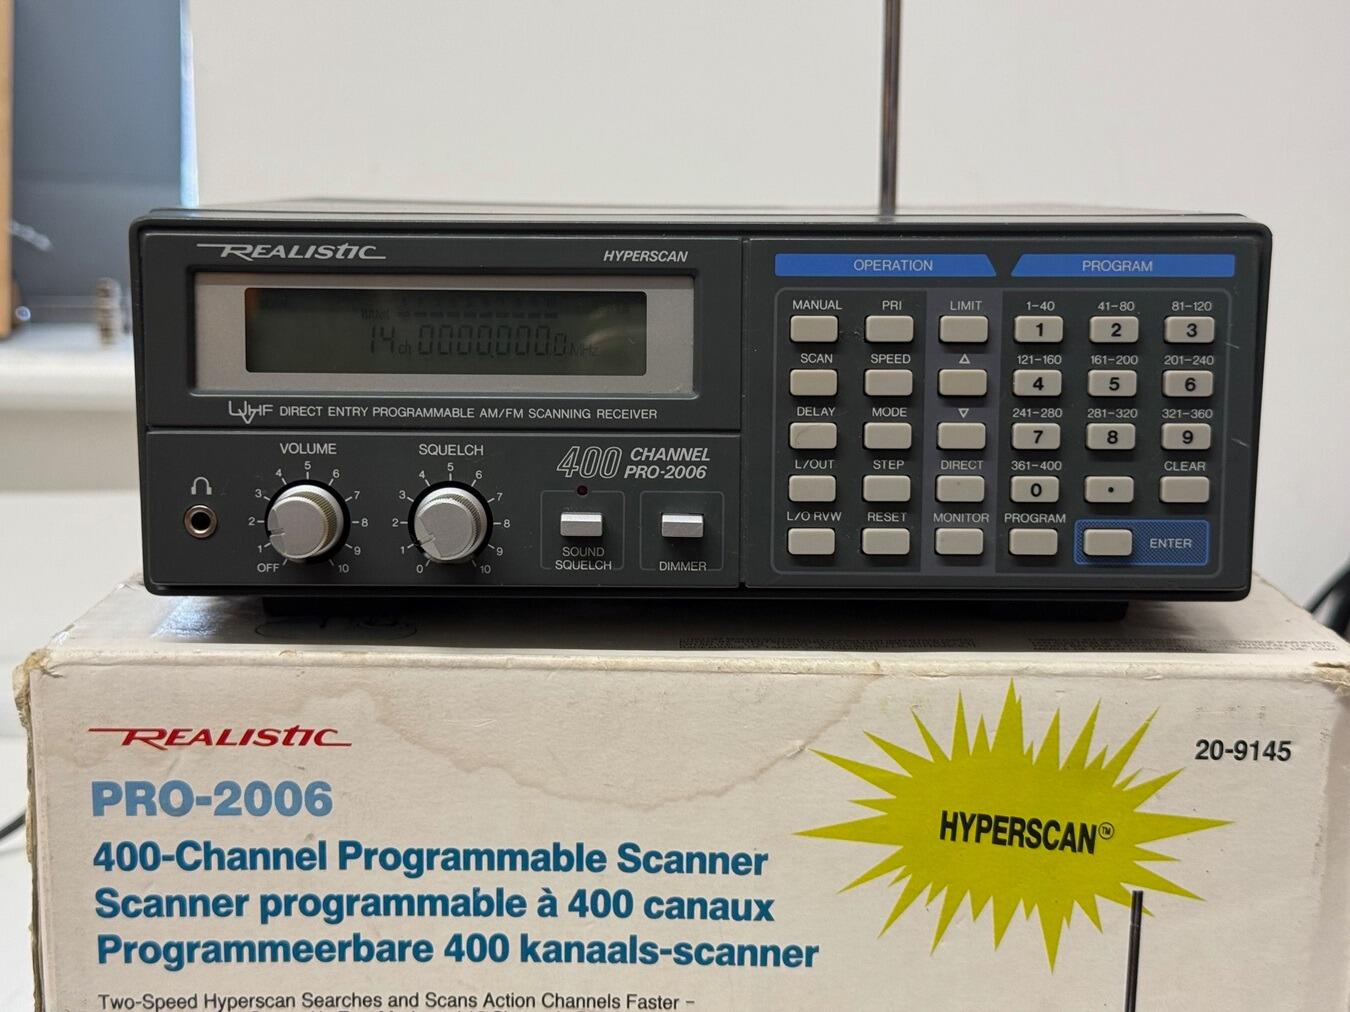 REALISTIC
HYPERSCAN
14 ch 0000.0000 MHz
UVHF DIRECT ENTRY PROGRAMMABLE AM/FM SCANNING RECEIVER
VOLUME
OFF 1 2 3 4 5 6 7 8 9 10
SQUELCH
0 1 2 3 4 5 6 7 8 9 10
400 CHANNEL
PRO-2006
SOUND
SQUELCH
DIMMER
OPERATION PROGRAM
MANUAL PRI LIMIT 1-40 41-80 81-120
1 2 3
SCAN SPEED △ 121-160 161-200 201-240
4 5 6
DELAY MODE ▽ 241-280 281-320 321-360
7 8 9
L/OUT STEP DIRECT 361-400 CLEAR
0 .
L/O RVW RESET MONITOR PROGRAM
ENTER
REALISTIC
20-9145
PRO-2006
HYPERSCAN™
400-Channel Programmable Scanner
Scanner programmable à 400 canaux
Programmeerbare 400 kanaals-scanner
Two-Speed Hyperscan Searches and Scans Action Channels Faster –